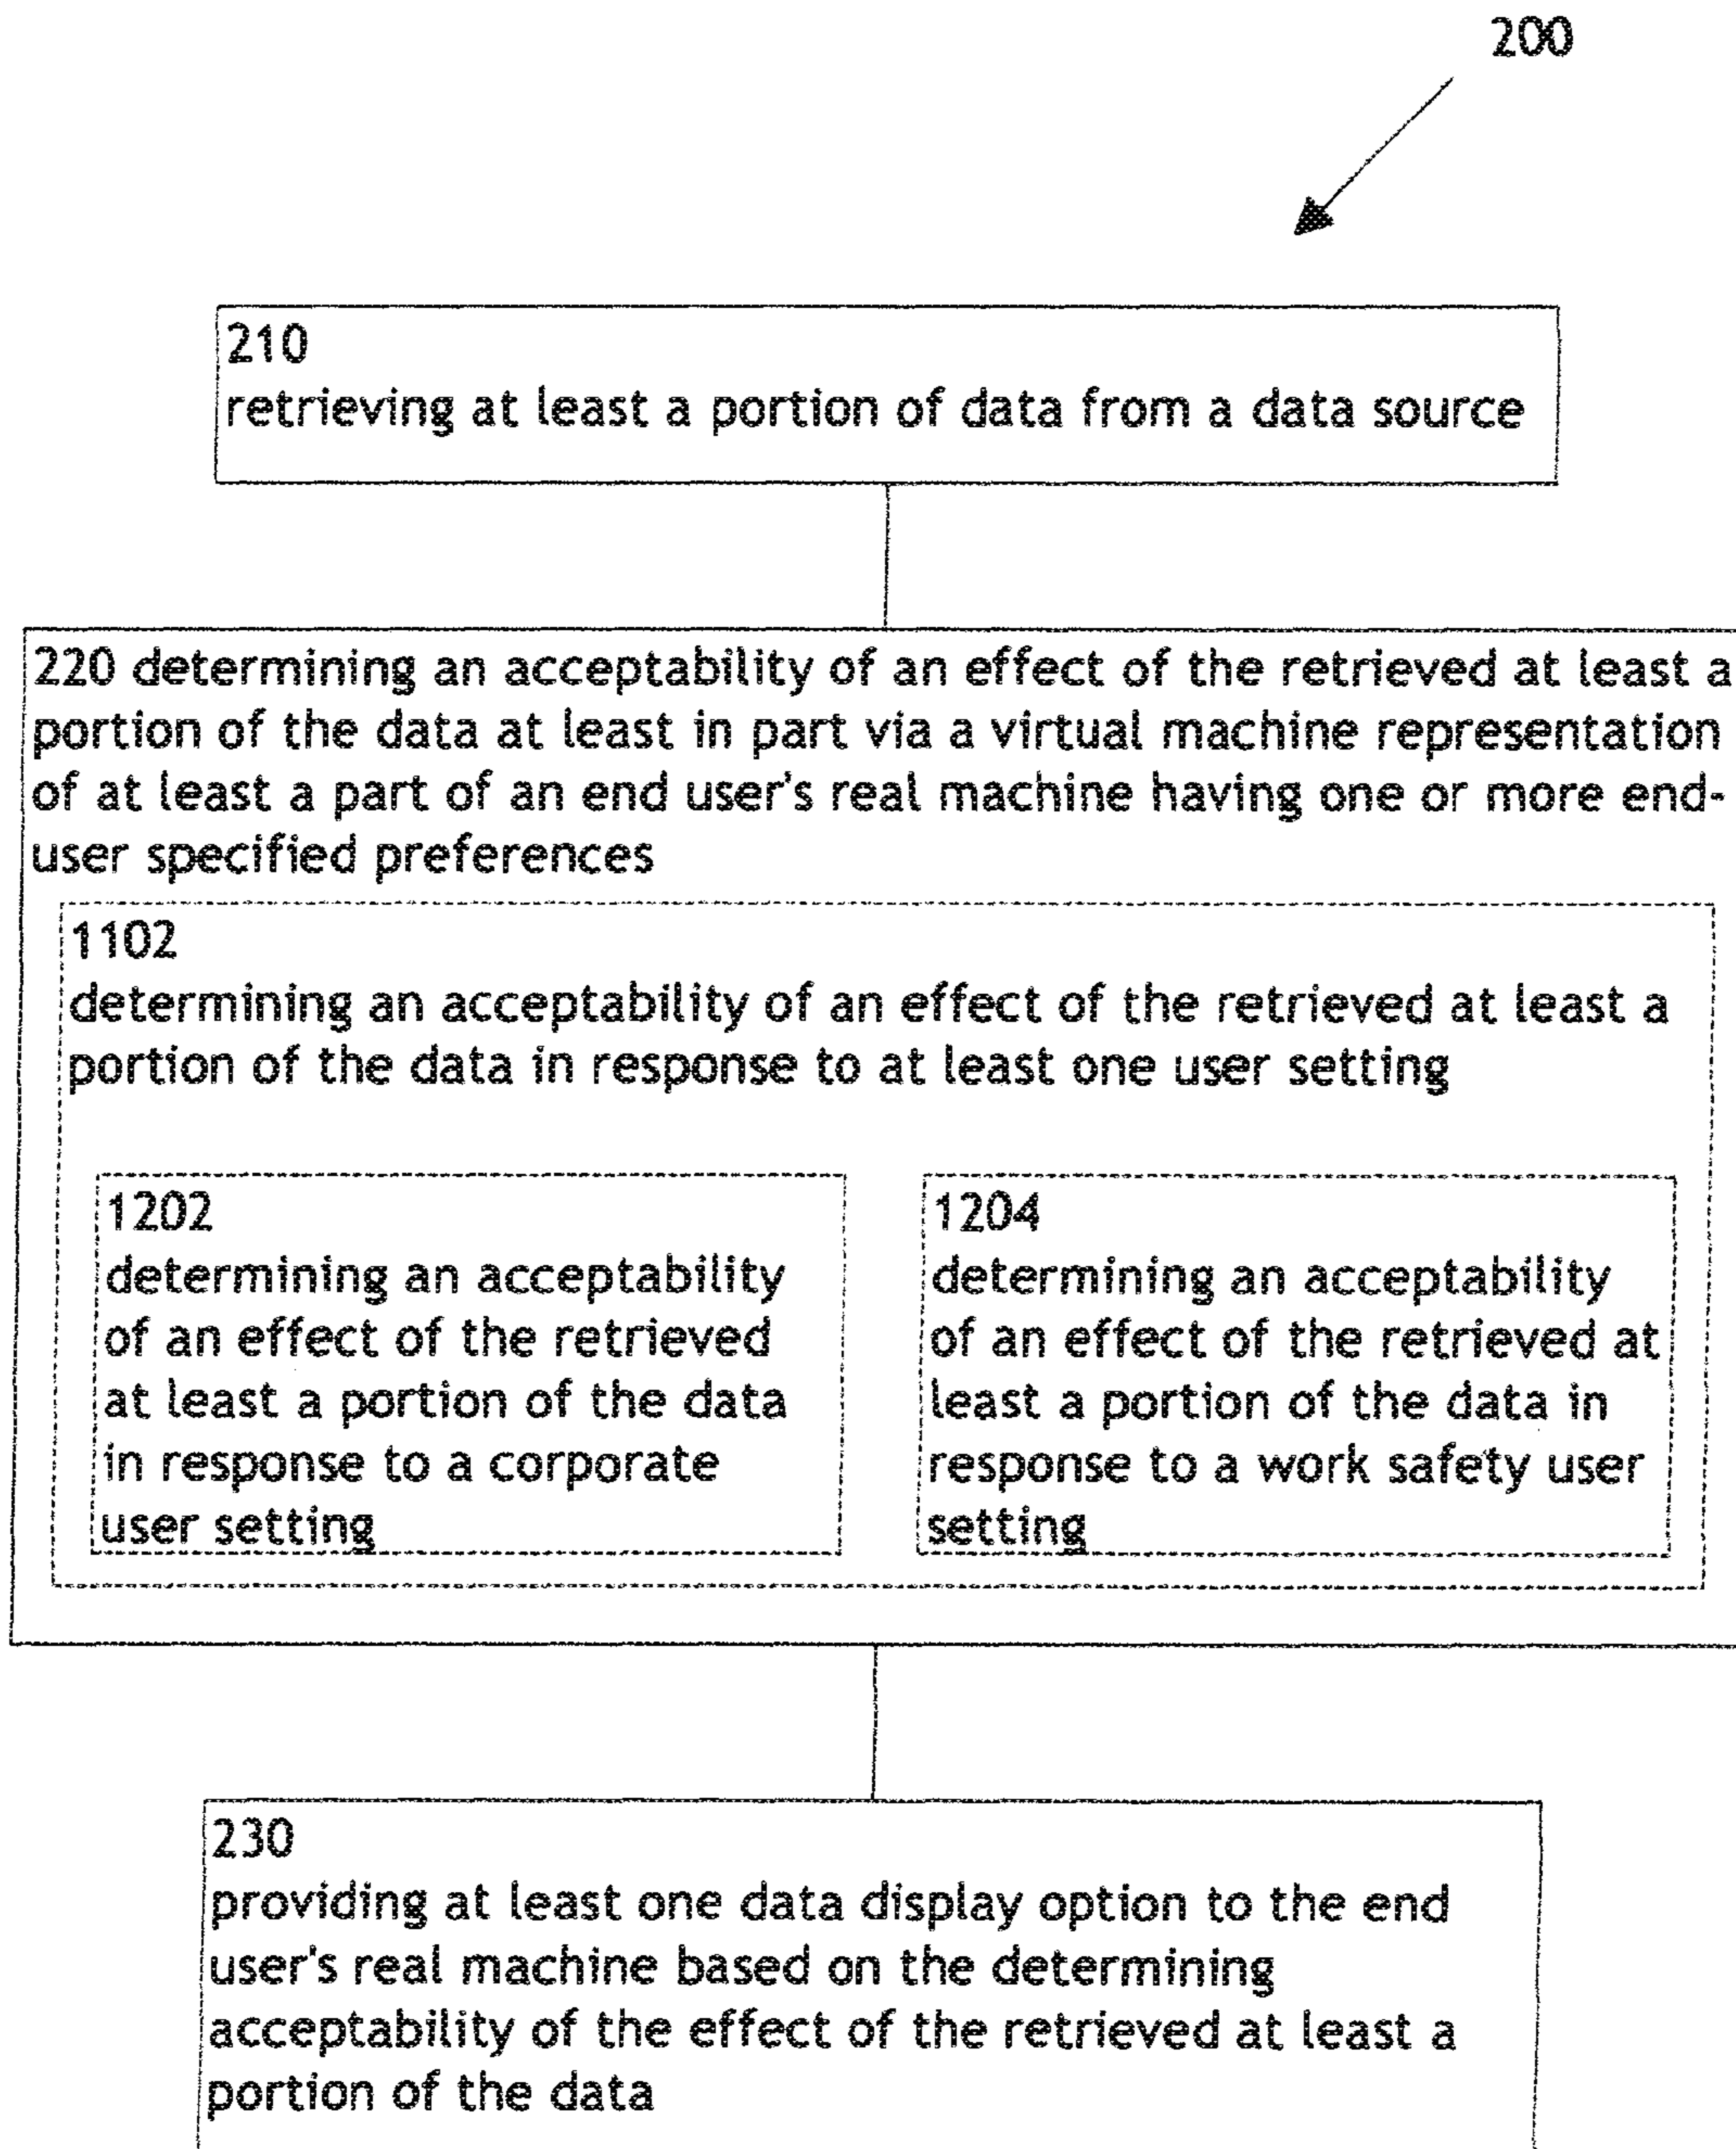 200
210
retrieving at least a portion of data from a data source
220 determining an acceptability of an effect of the retrieved at least a
portion of the data at least in part via a virtual machine representation
of at least a part of an end user's real machine having one or more end-
user specified preferences
1102
determining an acceptability of an effect of the retrieved at least a
portion of the data in response to at least one user setting
1202
determining an acceptability
of an effect of the retrieved
at least a portion of the data
in response to a corporate
user setting
1204
determining an acceptability
of an effect of the retrieved at
least a portion of the data in
response to a work safety user
setting
230
providing at least one data display option to the end
user's real machine based on the determining
acceptability of the effect of the retrieved at least a
portion of the data